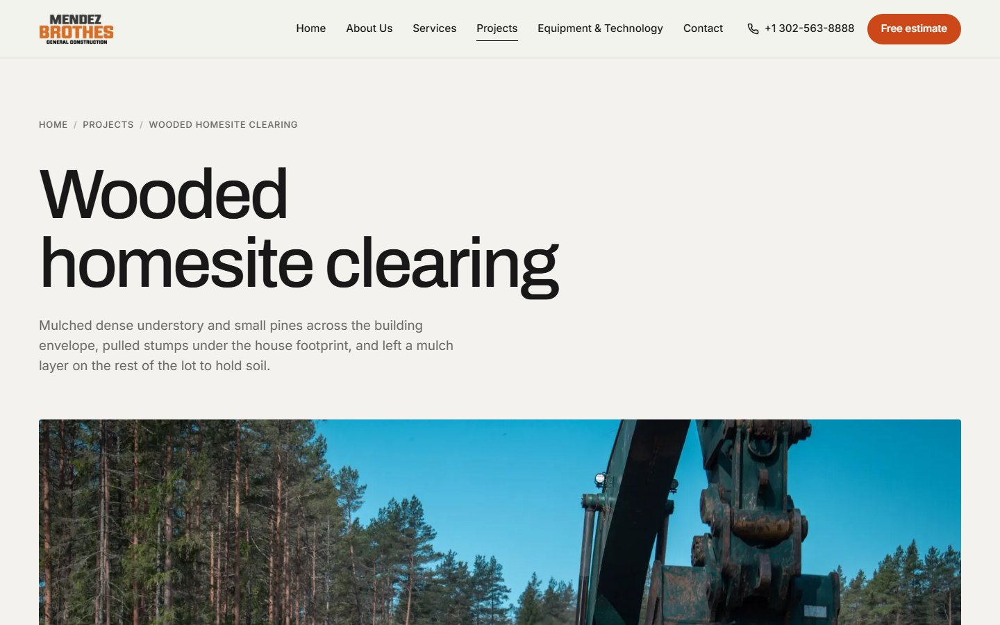 MENDEZ
BROTHES
GENERAL CONSTRUCTION
Home
About Us
Services
Projects
Equipment & Technology
Contact
+1 302-563-8888
Free estimate
HOME / PROJECTS / WOODED HOMESITE CLEARING
Wooded
homesite clearing
Mulched dense understory and small pines across the building
envelope, pulled stumps under the house footprint, and left a mulch
layer on the rest of the lot to hold soil.